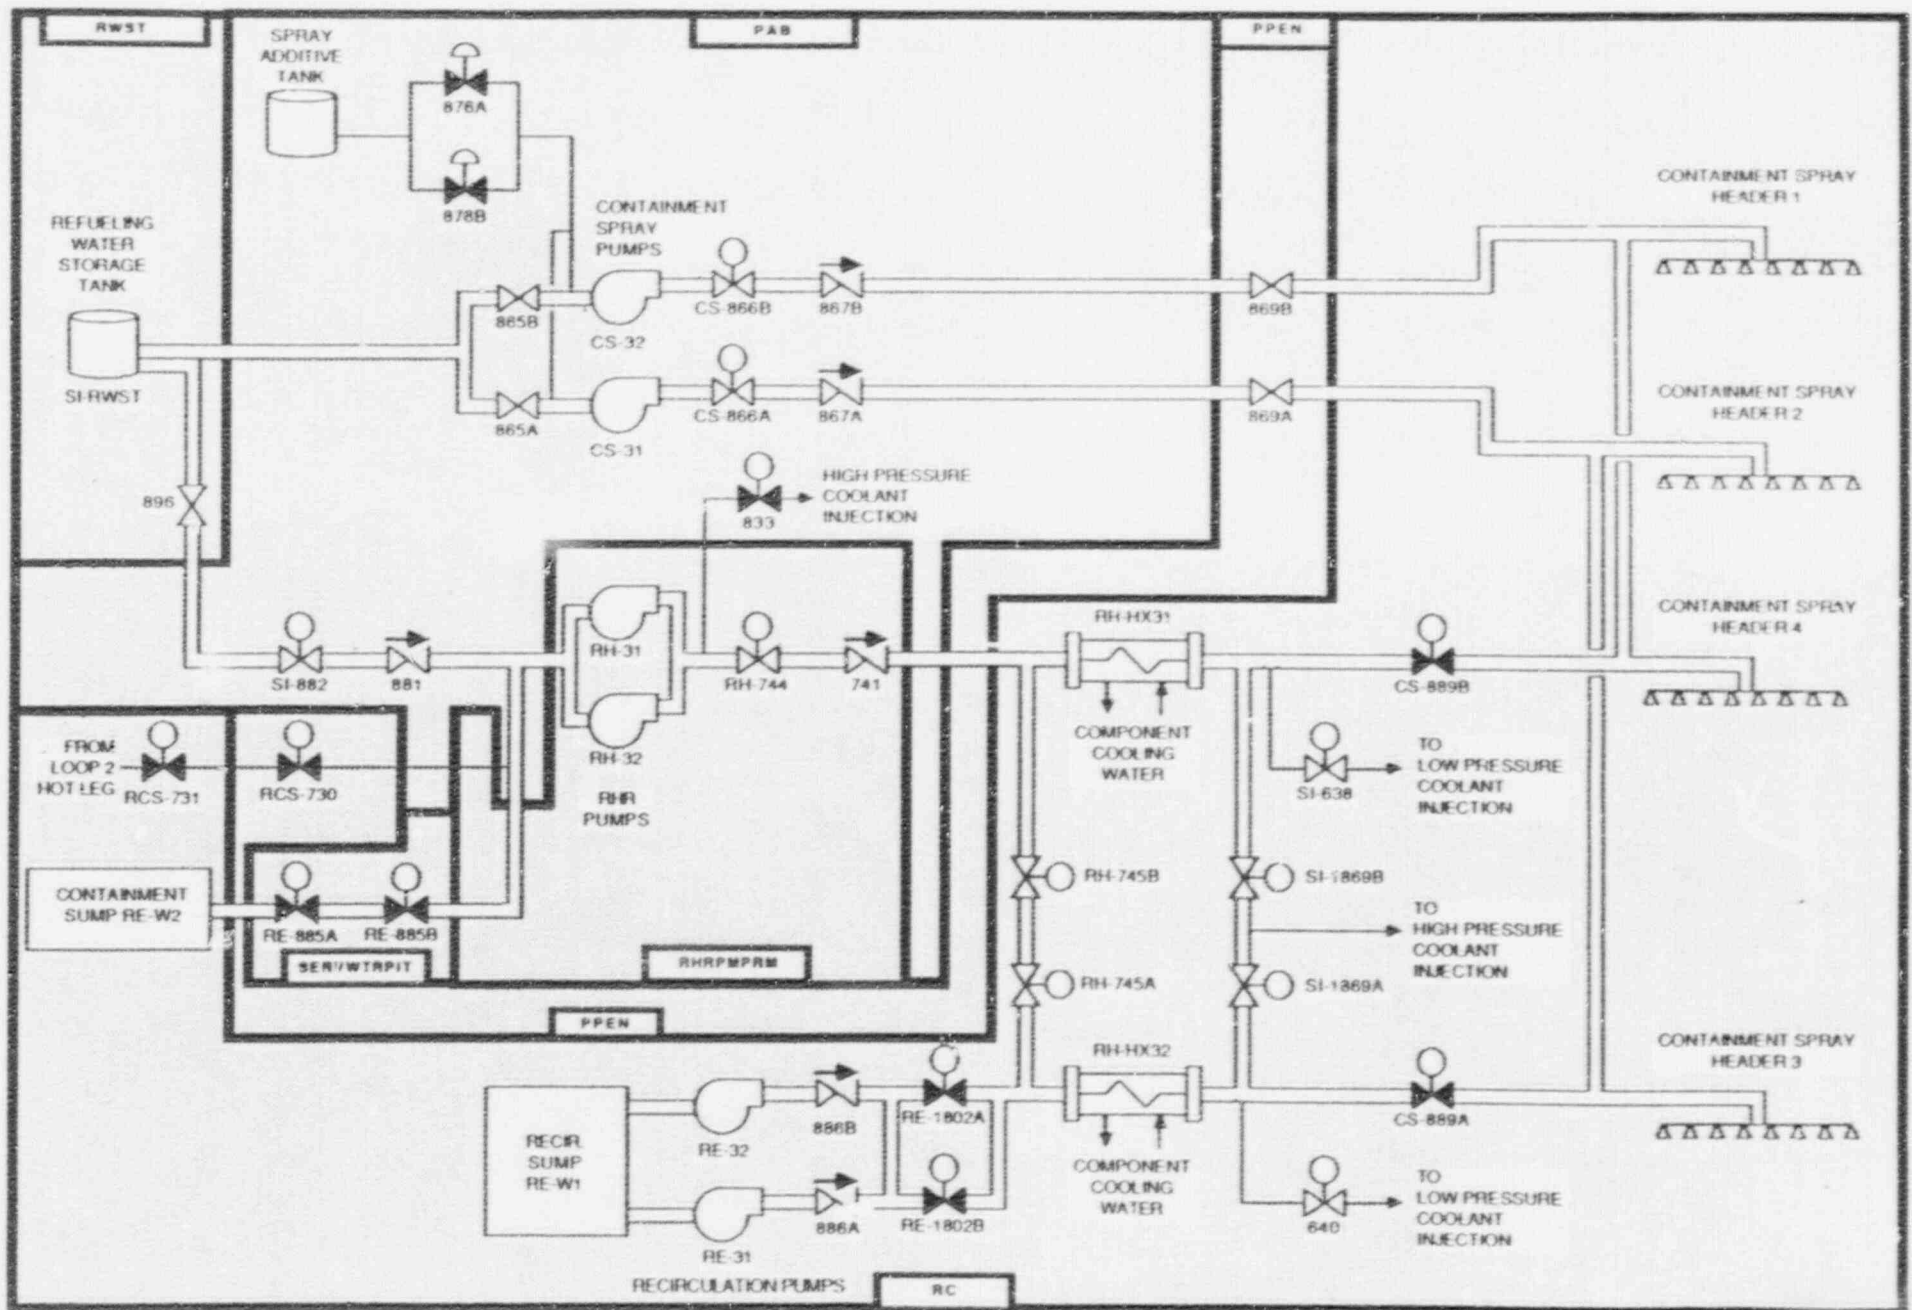 RWST
PAB
PPEN
SPRAY
ADDITIVE
TANK
876A
878B
REFUELING
WATER
STORAGE
TANK
SI-RWST
CONTAINMENT
SPRAY
PUMPS
865B
CS-32
CS-866B
867B
869B
CONTAINMENT SPRAY
HEADER 1
865A
CS-31
CS-866A
867A
869A
CONTAINMENT SPRAY
HEADER 2
896
833
HIGH PRESSURE
COOLANT
INJECTION
SI-882
881
RH-31
RH-32
RHR
PUMPS
RH-744
741
RH-HX31
COMPONENT
COOLING
WATER
CS-889B
CONTAINMENT SPRAY
HEADER 4
FROM
LOOP 2
HOT LEG
RCS-731
RCS-730
SI-638
TO
LOW PRESSURE
COOLANT
INJECTION
CONTAINMENT
SUMP RE-W2
RE-885A
RE-885B
RH-745B
SI-1869B
TO
HIGH PRESSURE
COOLANT
INJECTION
RH-745A
SI-1869A
RHRPMPRM
PPEN
RECIR.
SUMP
RE-W1
RE-32
886B
RE-1802A
RH-HX32
CS-889A
CONTAINMENT SPRAY
HEADER 3
RE-31
886A
RE-1802B
COMPONENT
COOLING
WATER
640
TO
LOW PRESSURE
COOLANT
INJECTION
RECIRCULATION PUMPS
RC